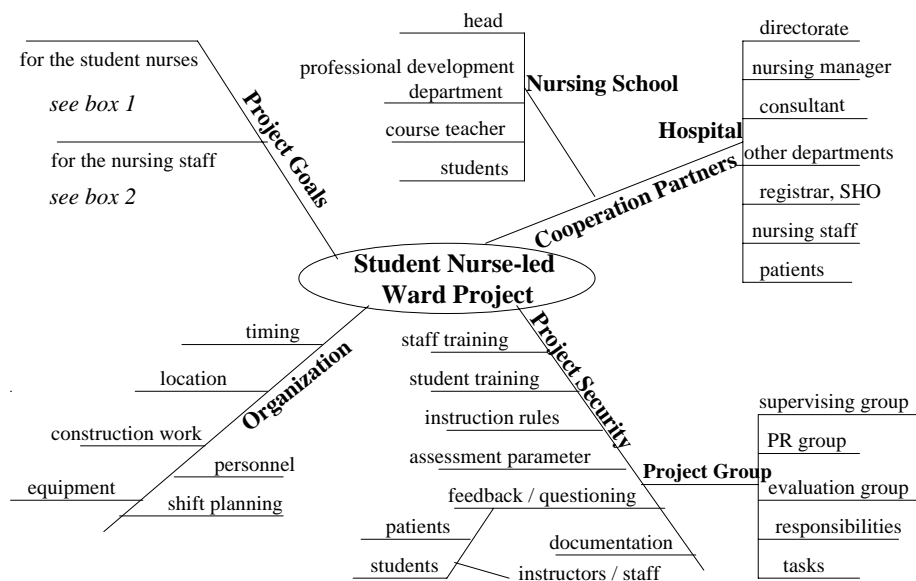 for the student nurses
see box 1
for the nursing staff
see box 2
Project Goals
head
professional development
department
course teacher
students
Nursing School
directorate
nursing manager
consultant
Hospital
other departments
registrar, SHO
nursing staff
patients
Cooperation Partners
Student Nurse-led
Ward Project
timing
location
construction work
equipment
personnel
shift planning
Organization
staff training
student training
instruction rules
assessment parameter
feedback / questioning
patients
students
instructors / staff
documentation
Project Security
Project Group
supervising group
PR group
evaluation group
responsibilities
tasks